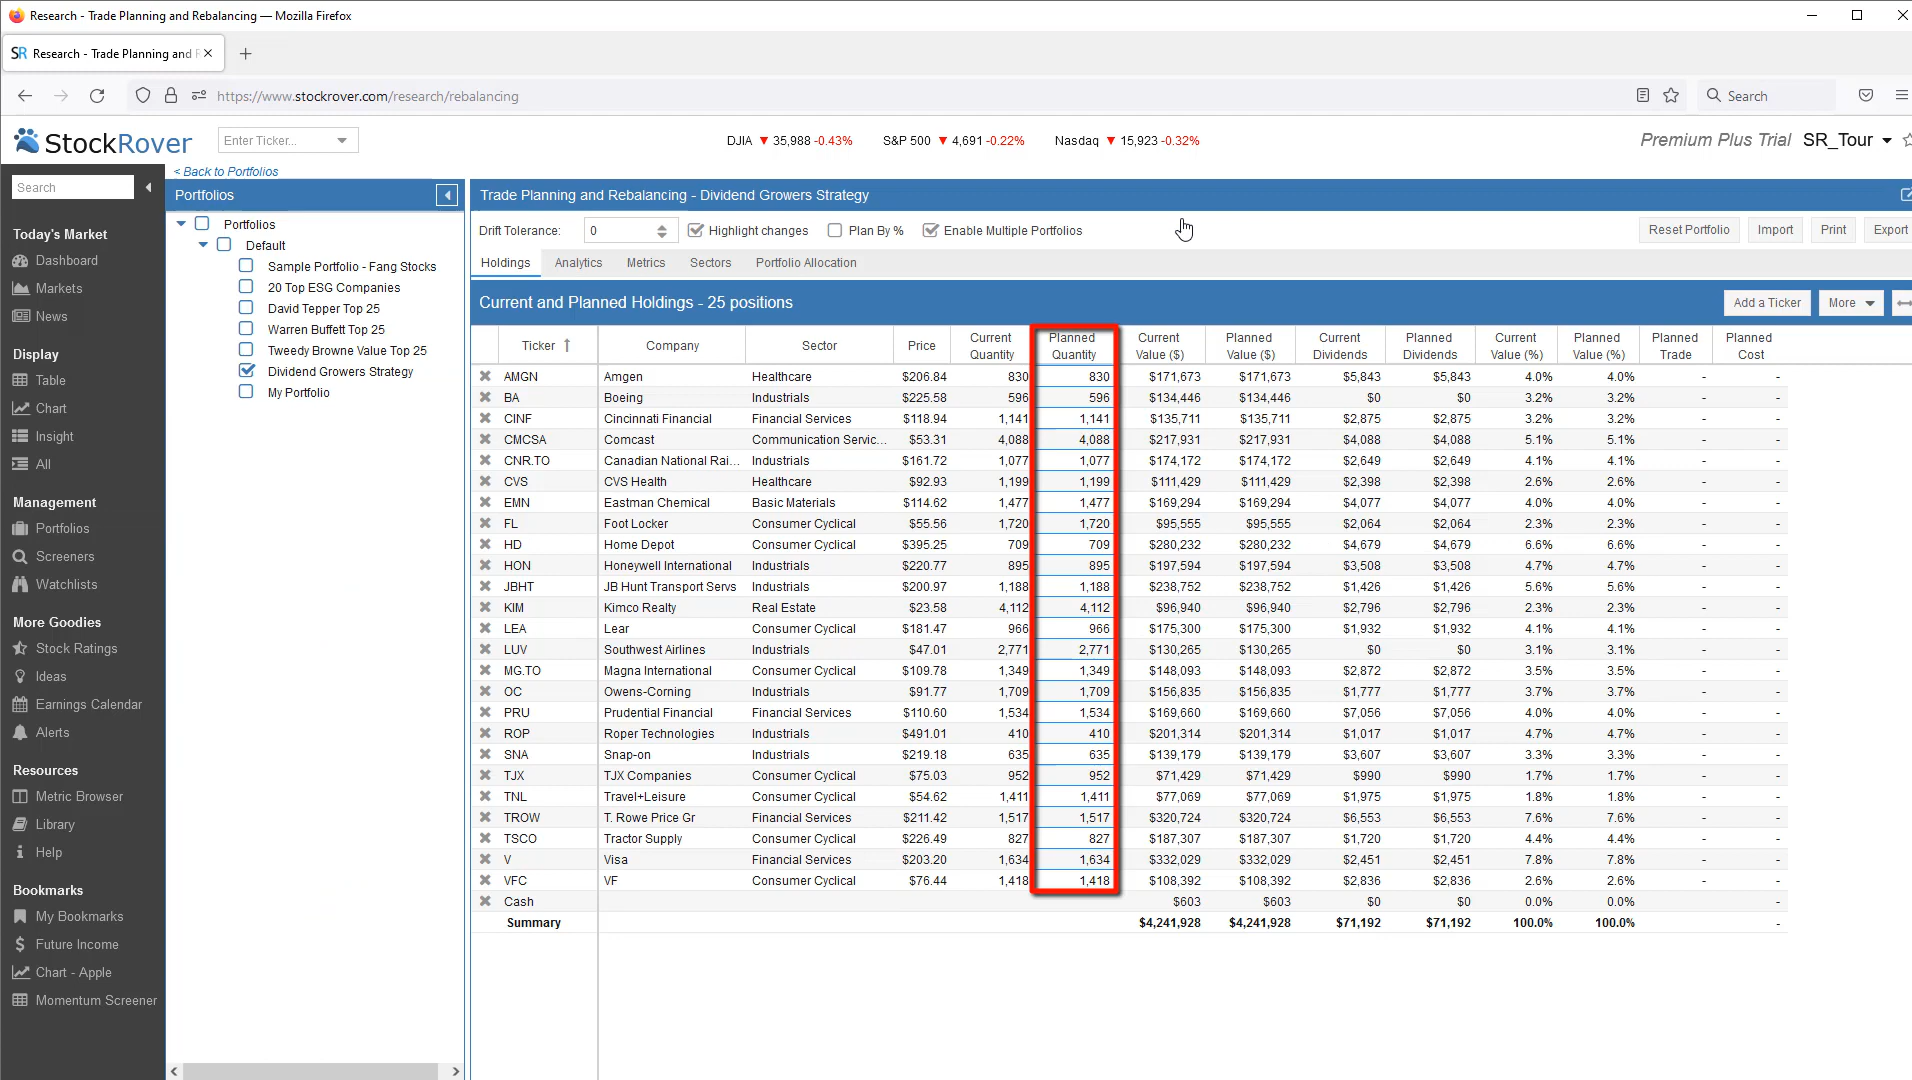 Research - Trade Planning and Rebalancing — Mozilla Firefox
SR Research - Trade Planning and R
https://www.stockrover.com/research/rebalancing
Search
StockRover
Enter Ticker...
DJIA ▼ 35,988 -0.43% S&P 500 ▼ 4,691 -0.22% Nasdaq ▼ 15,923 -0.32%
Premium Plus Trial SR_Tour
Search
Today's Market
Dashboard
Markets
News
Display
Table
Chart
Insight
All
Management
Portfolios
Screeners
Watchlists
More Goodies
Stock Ratings
Ideas
Earnings Calendar
Alerts
Resources
Metric Browser
Library
Help
Bookmarks
My Bookmarks
Future Income
Chart - Apple
Momentum Screener
< Back to Portfolios
Portfolios
Portfolios
Default
Sample Portfolio - Fang Stocks
20 Top ESG Companies
David Tepper Top 25
Warren Buffett Top 25
Tweedy Browne Value Top 25
Dividend Growers Strategy
My Portfolio
Trade Planning and Rebalancing - Dividend Growers Strategy
Drift Tolerance: 0 Highlight changes Plan By % Enable Multiple Portfolios Reset Portfolio Import Print Export
Holdings Analytics Metrics Sectors Portfolio Allocation
Current and Planned Holdings - 25 positions Add a Ticker More
Ticker Company Sector Price Current Quantity Planned Quantity Current Value ($) Planned Value ($) Current Dividends Planned Dividends Current Value (%) Planned Value (%) Planned Trade Planned Cost
AMGN Amgen Healthcare $206.84 830 830 $171,673 $171,673 $5,843 $5,843 4.0% 4.0% - -
BA Boeing Industrials $225.58 596 596 $134,446 $134,446 $0 $0 3.2% 3.2% - -
CINF Cincinnati Financial Financial Services $118.94 1,141 1,141 $135,711 $135,711 $2,875 $2,875 3.2% 3.2% - -
CMCSA Comcast Communication Servic... $53.31 4,088 4,088 $217,931 $217,931 $4,088 $4,088 5.1% 5.1% - -
CNR.TO Canadian National Rai... Industrials $161.72 1,077 1,077 $174,172 $174,172 $2,649 $2,649 4.1% 4.1% - -
CVS CVS Health Healthcare $92.93 1,199 1,199 $111,429 $111,429 $2,398 $2,398 2.6% 2.6% - -
EMN Eastman Chemical Basic Materials $114.62 1,477 1,477 $169,294 $169,294 $4,077 $4,077 4.0% 4.0% - -
FL Foot Locker Consumer Cyclical $55.56 1,720 1,720 $95,555 $95,555 $2,064 $2,064 2.3% 2.3% - -
HD Home Depot Consumer Cyclical $395.25 709 709 $280,232 $280,232 $4,679 $4,679 6.6% 6.6% - -
HON Honeywell International Industrials $220.77 895 895 $197,594 $197,594 $3,508 $3,508 4.7% 4.7% - -
JBHT JB Hunt Transport Servs Industrials $200.97 1,188 1,188 $238,752 $238,752 $1,426 $1,426 5.6% 5.6% - -
KIM Kimco Realty Real Estate $23.58 4,112 4,112 $96,940 $96,940 $2,796 $2,796 2.3% 2.3% - -
LEA Lear Consumer Cyclical $181.47 966 966 $175,300 $175,300 $1,932 $1,932 4.1% 4.1% - -
LUV Southwest Airlines Industrials $47.01 2,771 2,771 $130,265 $130,265 $0 $0 3.1% 3.1% - -
MG.TO Magna International Consumer Cyclical $109.78 1,349 1,349 $148,093 $148,093 $2,872 $2,872 3.5% 3.5% - -
OC Owens-Corning Industrials $91.77 1,709 1,709 $156,835 $156,835 $1,777 $1,777 3.7% 3.7% - -
PRU Prudential Financial Financial Services $110.60 1,534 1,534 $169,660 $169,660 $7,056 $7,056 4.0% 4.0% - -
ROP Roper Technologies Industrials $491.01 410 410 $201,314 $201,314 $1,017 $1,017 4.7% 4.7% - -
SNA Snap-on Industrials $219.18 635 635 $139,179 $139,179 $3,607 $3,607 3.3% 3.3% - -
TJX TJX Companies Consumer Cyclical $75.03 952 952 $71,429 $71,429 $990 $990 1.7% 1.7% - -
TNL Travel+Leisure Consumer Cyclical $54.62 1,411 1,411 $77,069 $77,069 $1,975 $1,975 1.8% 1.8% - -
TROW T. Rowe Price Gr Financial Services $211.42 1,517 1,517 $320,724 $320,724 $6,553 $6,553 7.6% 7.6% - -
TSCO Tractor Supply Consumer Cyclical $226.49 827 827 $187,307 $187,307 $1,720 $1,720 4.4% 4.4% - -
V Visa Financial Services $203.20 1,634 1,634 $332,029 $332,029 $2,451 $2,451 7.8% 7.8% - -
VFC VF Consumer Cyclical $76.44 1,418 1,418 $108,392 $108,392 $2,836 $2,836 2.6% 2.6% - -
Cash $603 $603 $0 $0 0.0% 0.0% - -
Summary $4,241,928 $4,241,928 $71,192 $71,192 100.0% 100.0% -